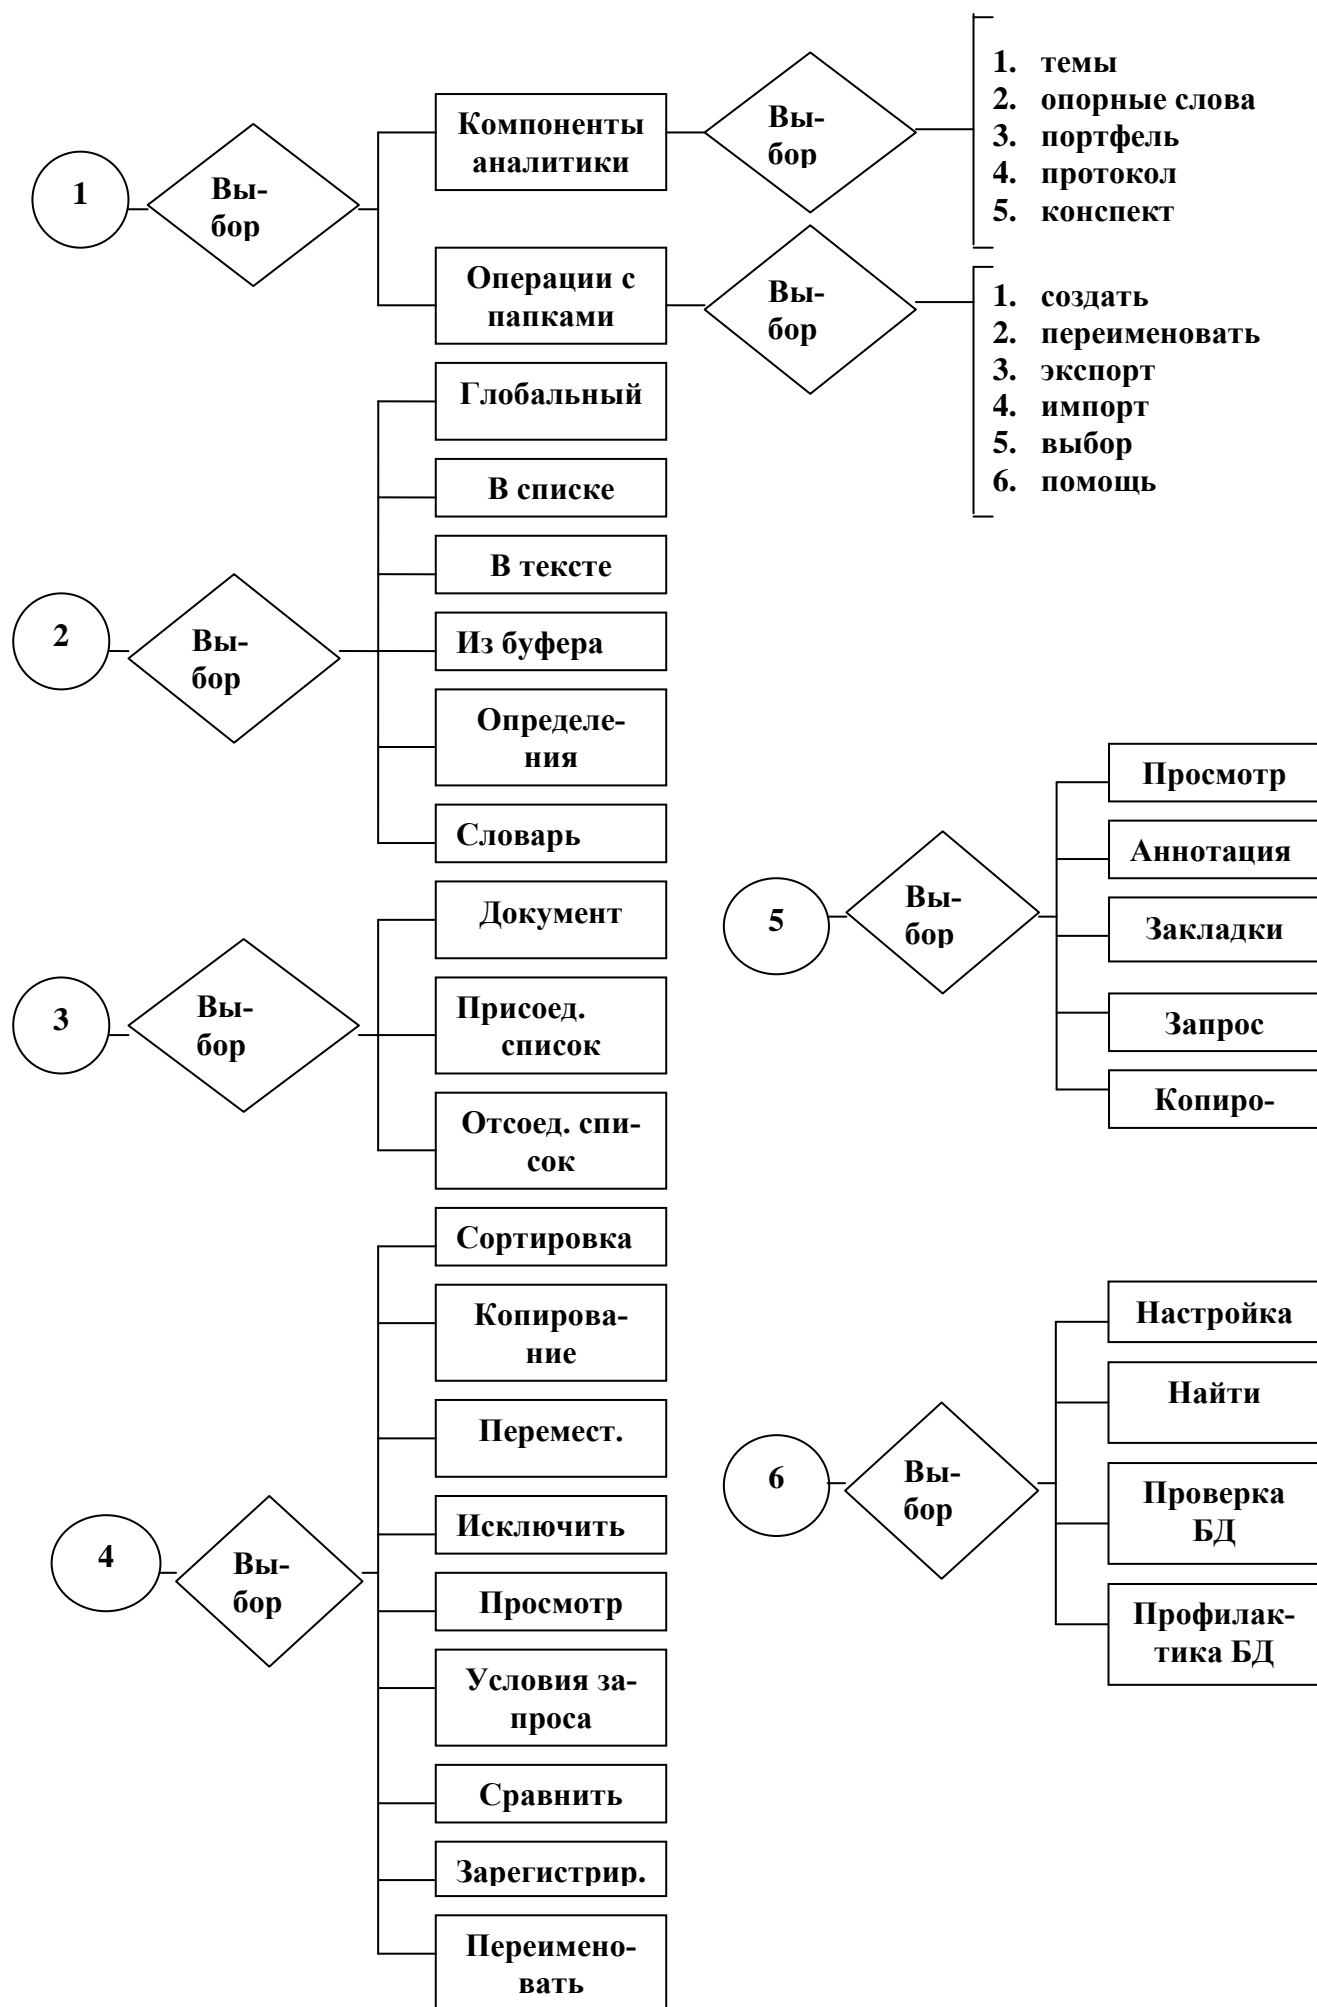 1
Вы-
бор
Компоненты
аналитики
Вы-
бор
1. темы
2. опорные слова
3. портфель
4. протокол
5. конспект
Операции с
папками
Вы-
бор
1. создать
2. переименовать
3. экспорт
4. импорт
5. выбор
6. помощь
2
Вы-
бор
Глобальный
В списке
В тексте
Из буфера
Определе-
ния
Словарь
3
Вы-
бор
Документ
Присоед.
список
Отсоед. спи-
сок
4
Вы-
бор
Сортировка
Копирова-
ние
Перемест.
Исключить
Просмотр
Условия за-
проса
Сравнить
Зарегистрир.
Переимено-
вать
5
Вы-
бор
Просмотр
Аннотация
Закладки
Запрос
Копиро-
6
Вы-
бор
Настройка
Найти
Проверка
БД
Профилак-
тика БД